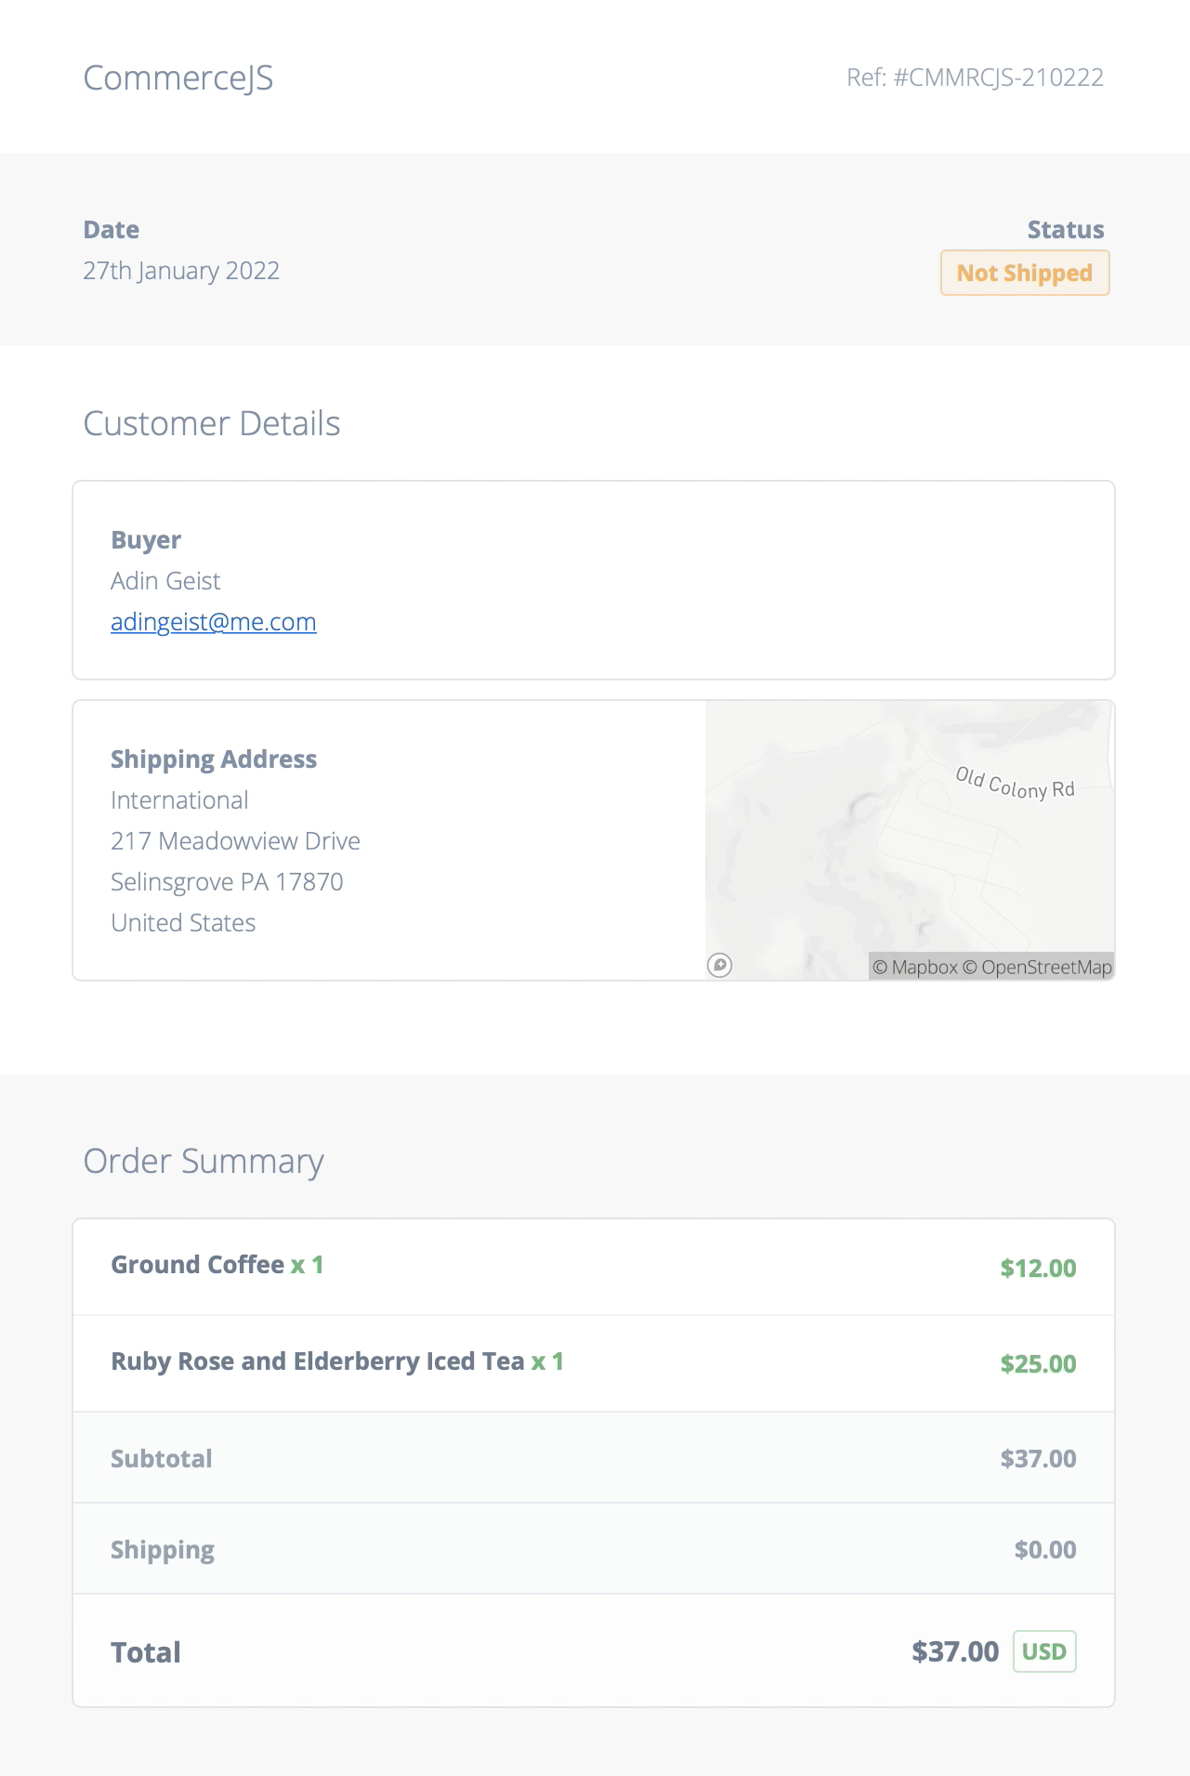 CommerceJS
Ref: #CMMRCJS-210222
Date
27th January 2022
Status
Not Shipped
Customer Details
Buyer
Adin Geist
adingeist@me.com
Shipping Address
International
217 Meadowview Drive
Selinsgrove PA 17870
United States
Old Colony Rd
© Mapbox © OpenStreetMap
Order Summary
Ground Coffee x 1
$12.00
Ruby Rose and Elderberry Iced Tea x 1
$25.00
Subtotal
$37.00
Shipping
$0.00
Total
$37.00 USD